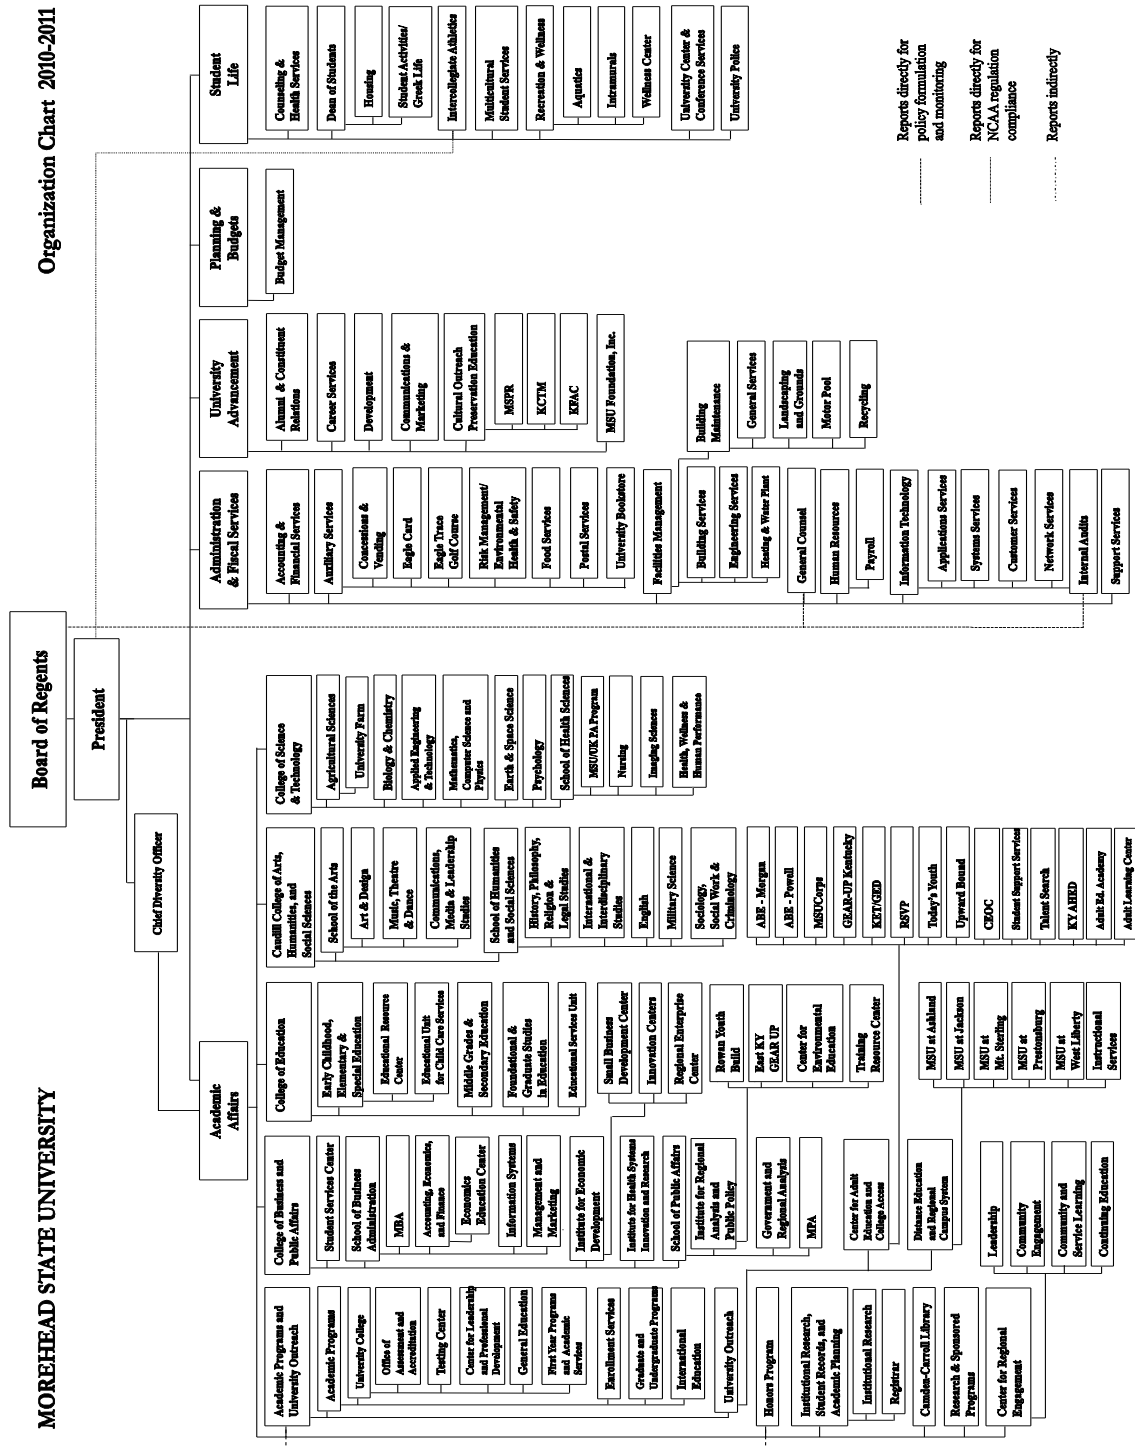 MOREHEAD STATE UNIVERSITY
Organization Chart 2010-2011
Board of Regents
President
Chief Diversity Officer
Academic
Affairs
Administration
& Fiscal Services
University
Advancement
Planning &
Budgets
Student
Life
Academic Programs and
University Outreach
Academic Programs
University College
Office of
Assessment and
Accreditation
Testing Center
Center for Leadership
and Professional
Development
General Education
First Year Programs
and Academic
Services
Enrollment Services
Graduate and
Undergraduate Programs
International
Education
University Outreach
Honors Program
Institutional Research,
Student Records, and
Academic Planning
Institutional Research
Registrar
Camden-Carroll Library
Research & Sponsored
Programs
Center for Regional
Engagement
College of Business and
Public Affairs
Student Services Center
School of Business
Administration
MBA
Accounting, Economics,
and Finance
Economics
Education Center
Information Systems
Management and
Marketing
Institute for Economic
Development
Institute for Health Systems
Innovation and Research
School of Public Affairs
Institute for Regional
Analysis and
Public Policy
Government and
Regional Analysis
MPA
Center for Adult
Education and
College Access
Distance Education
and Regional
Campus System
Leadership
Community
Engagement
Community and
Service Learning
Continuing Education
College of Education
Early Childhood,
Elementary &
Special Education
Educational Resource
Center
Educational Unit
for Child Care Services
Middle Grades &
Secondary Education
Foundational &
Graduate Studies
in Education
Educational Services Unit
Small Business
Development Center
Innovation Centers
Regional Enterprise
Center
Rowan Youth
Build
East KY
GEAR UP
Center for
Environmental
Education
Training
Resource Center
MSU at Ashland
MSU at Jackson
MSU at
Mt. Sterling
MSU at
Prestonsburg
MSU at
West Liberty
Instructional
Services
Caudill College of Arts,
Humanities, and
Social Sciences
School of the Arts
Art & Design
Music, Theatre
& Dance
Communications,
Media & Leadership
Studies
School of Humanities
and Social Sciences
History, Philosophy,
Religion &
Legal Studies
International &
Interdisciplinary
Studies
English
Military Science
Sociology,
Social Work &
Criminology
ABE - Morgan
ABE - Powell
MSUCorps
GEAR-UP Kentucky
KET/GED
RSVP
Today's Youth
Upward Bound
CEOC
Student Support Services
Talent Search
KY AHED
Adult Ed. Academy
Adult Learning Center
College of Science
& Technology
Agricultural Sciences
University Farm
Biology & Chemistry
Applied Engineering
& Technology
Mathematics,
Computer Science and
Physics
Earth & Space Science
Psychology
School of Health Sciences
MSU/UK PA Program
Nursing
Imaging Sciences
Health, Wellness &
Human Performance
Accounting &
Financial Services
Auxiliary Services
Concessions &
Vending
Eagle Card
Eagle Trace
Golf Course
Risk Management/
Environmental
Health & Safety
Food Services
Postal Services
University Bookstore
Facilities Management
Building Services
Engineering Services
Heating & Water Plant
Building
Maintenance
General Services
Landscaping
and Grounds
Motor Pool
Recycling
General Counsel
Human Resources
Payroll
Information Technology
Applications Services
Systems Services
Customer Services
Network Services
Internal Audits
Support Services
Alumni & Constituent
Relations
Career Services
Development
Communications &
Marketing
Cultural Outreach
Preservation Education
MSPR
KCTM
KFAC
MSU Foundation, Inc.
Budget Management
Counseling &
Health Services
Dean of Students
Housing
Student Activities/
Greek Life
Intercollegiate Athletics
Multicultural
Student Services
Recreation & Wellness
Aquatics
Intramurals
Wellness Center
University Center &
Conference Services
University Police
Reports directly for
policy formulation
and monitoring
Reports directly for
NCAA regulation
compliance
Reports indirectly